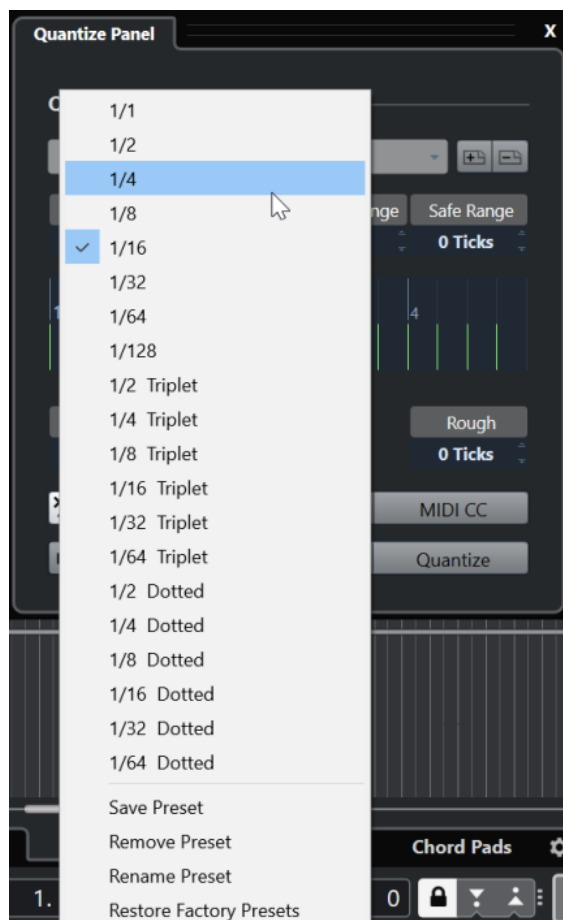 Quantize Panel
x
1/1
1/2
1/4
1/8
Safe Range
1/16
0 Ticks
1/32
1/64
4
1/128
1/2 Triplet
1/4 Triplet
Rough
1/8 Triplet
0 Ticks
1/16 Triplet
1/32 Triplet
MIDI CC
1/64 Triplet
Quantize
1/2 Dotted
1/4 Dotted
1/8 Dotted
1/16 Dotted
1/32 Dotted
1/64 Dotted
Save Preset
Remove Preset
Chord Pads
Rename Preset
1.
0
Restore Factory Presets